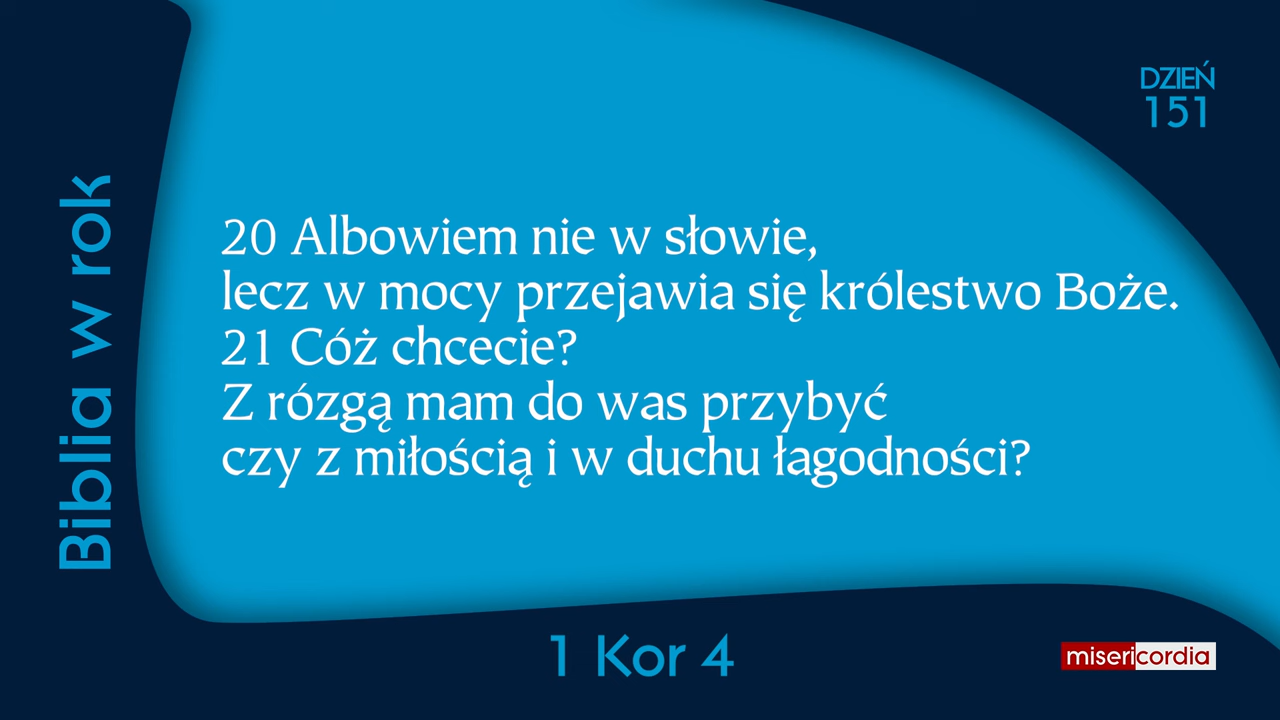 DZIEŃ
151
Biblia w rok
20 Albowiem nie w słowie,
lecz w mocy przejawia się królestwo Boże.
21 Cóż chcecie?
Z rózgą mam do was przybyć
czy z miłością i w duchu łagodności?
1 Kor 4
misericordia